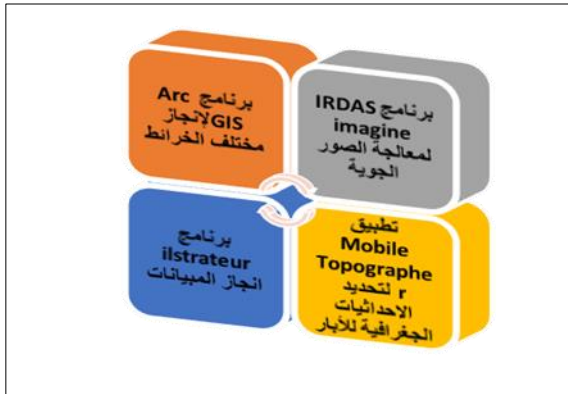 برنامج IRDAS
imagine
لمعالجة الصور
الجوية
برنامج Arc
GISلإنجاز
مختلف الخرائط
تطبيق
Mobile
Topographe
r لتحديد
الاحداثيات
الجغرافية للآبار
برنامج
ilstrateur
انجاز المبيانات